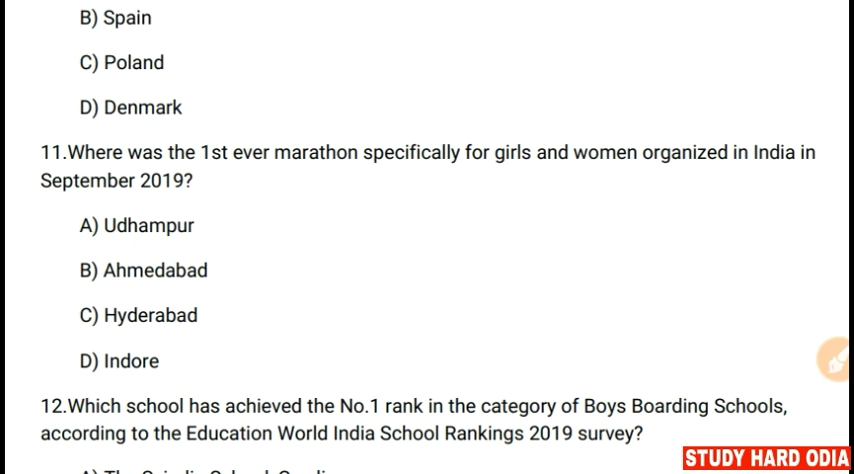 B) Spain
C) Poland
D) Denmark
11.Where was the 1st ever marathon specifically for girls and women organized in India in
September 2019?
A) Udhampur
B) Ahmedabad
C) Hyderabad
D) Indore
12.Which school has achieved the No.1 rank in the category of Boys Boarding Schools,
according to the Education World India School Rankings 2019 survey?
STUDY HARD ODIA